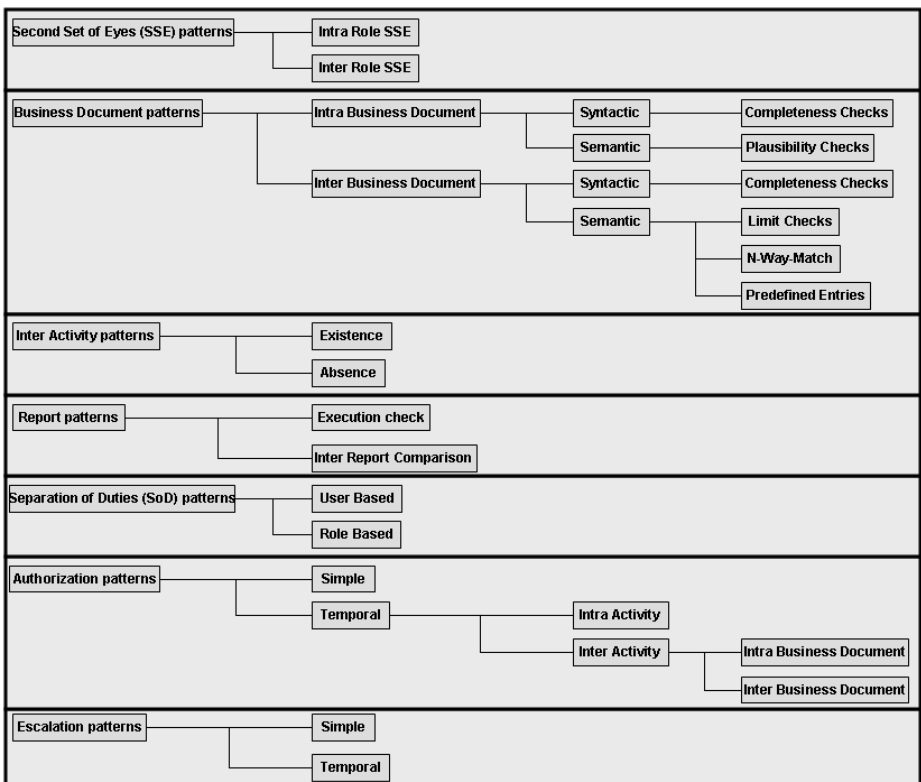 Second Set of Eyes (SSE) patterns
Intra Role SSE
Inter Role SSE
Business Document patterns
Intra Business Document
Syntactic
Completeness Checks
Semantic
Plausibility Checks
Inter Business Document
Syntactic
Completeness Checks
Semantic
Limit Checks
N-Way-Match
Predefined Entries
Inter Activity patterns
Existence
Absence
Report patterns
Execution check
Inter Report Comparison
Separation of Duties (SoD) patterns
User Based
Role Based
Authorization patterns
Simple
Temporal
Intra Activity
Inter Activity
Intra Business Document
Inter Business Document
Escalation patterns
Simple
Temporal